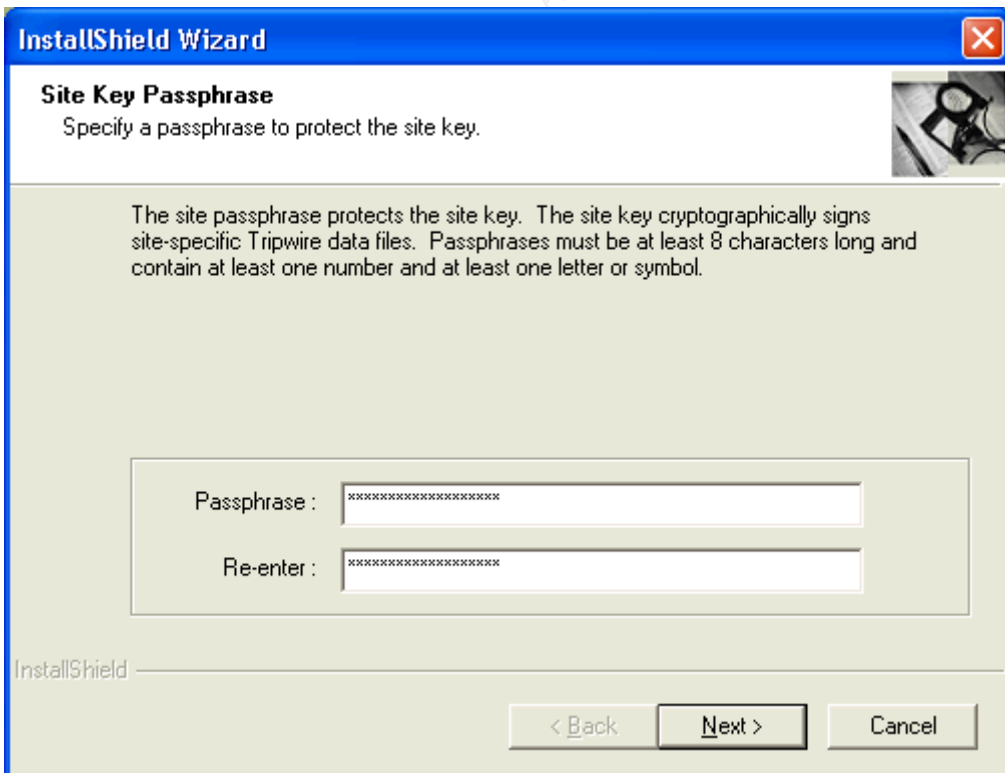 InstallShield Wizard
Site Key Passphrase
Specify a passphrase to protect the site key.
The site passphrase protects the site key. The site key cryptographically signs
site-specific Tripwire data files. Passphrases must be at least 8 characters long and
contain at least one number and at least one letter or symbol.
Passphrase : *******************
Re-enter : *******************
InstallShield
< Back Next > Cancel